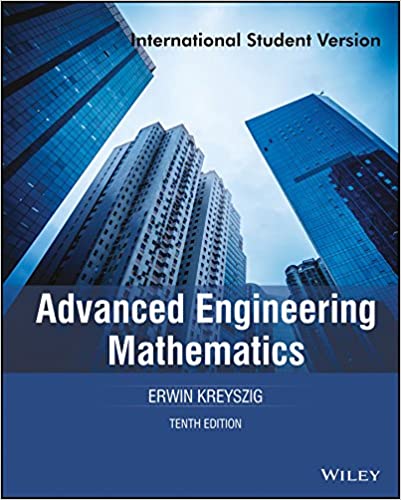 International Student Version
Advanced Engineering
Mathematics
ERWIN KREYSZIG
TENTH EDITION
WILEY